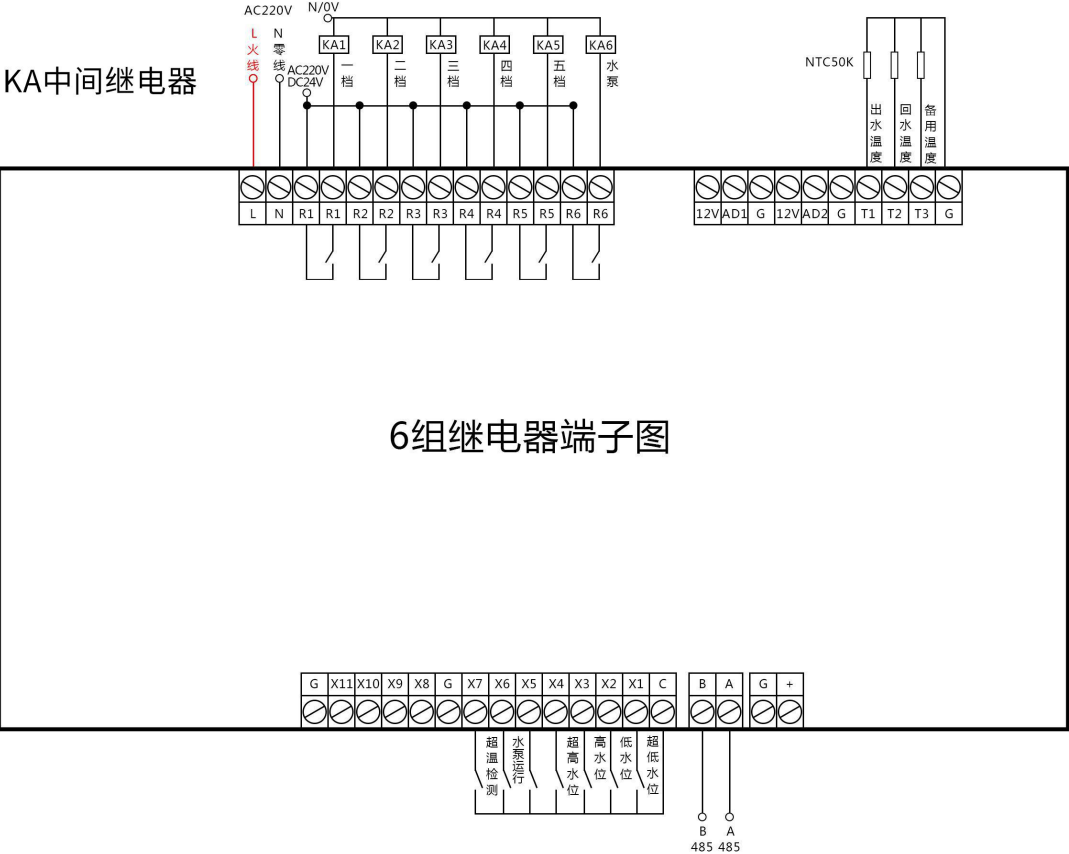 AC220V
N/0V
L
火线
N
零线
AC220V
DC24V
KA1
KA2
KA3
KA4
KA5
KA6
一档
二档
三档
四档
五档
水泵
KA中间继电器
NTC50K
出水温度
回水温度
备用温度
L N R1 R1 R2 R2 R3 R3 R4 R4 R5 R5 R6 R6
12V AD1 G 12V AD2 G T1 T2 T3 G
6组继电器端子图
G X11 X10 X9 X8 G X7 X6 X5 X4 X3 X2 X1 C
B A
G +
超温检测
水泵运行
超高水位
高水位
低水位
超低水位
B A
485 485